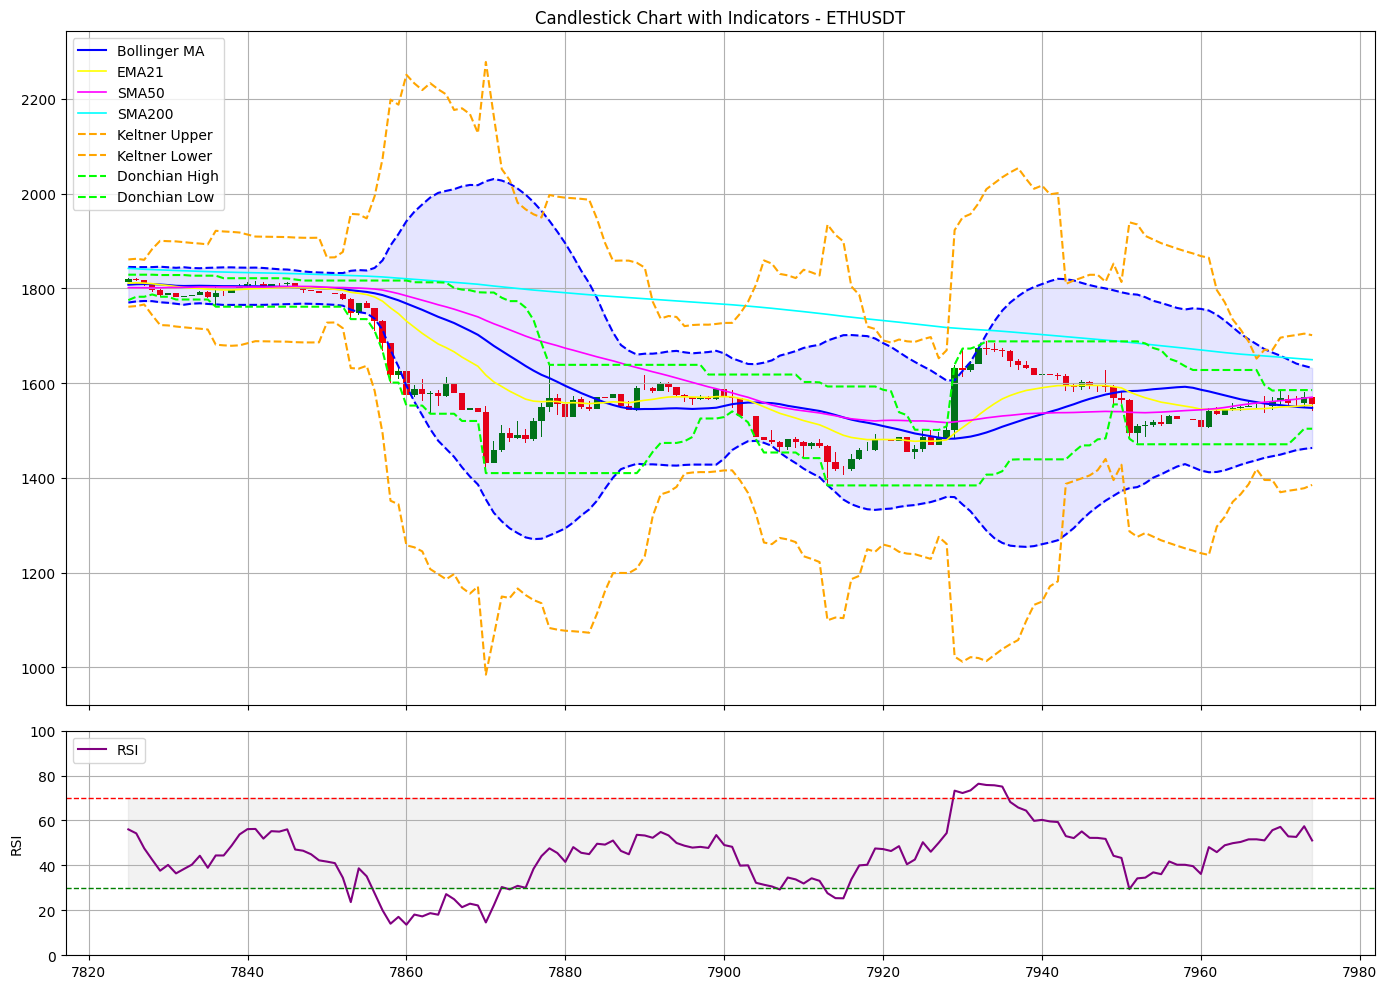 Candlestick Chart with Indicators - ETHUSDT
Bollinger MA
EMA21
SMA50
SMA200
Keltner Upper
Keltner Lower
Donchian High
Donchian Low
2200
2000
1800
1600
1400
1200
1000
RSI
100
80
60
40
20
0
RSI
7820
7840
7860
7880
7900
7920
7940
7960
7980